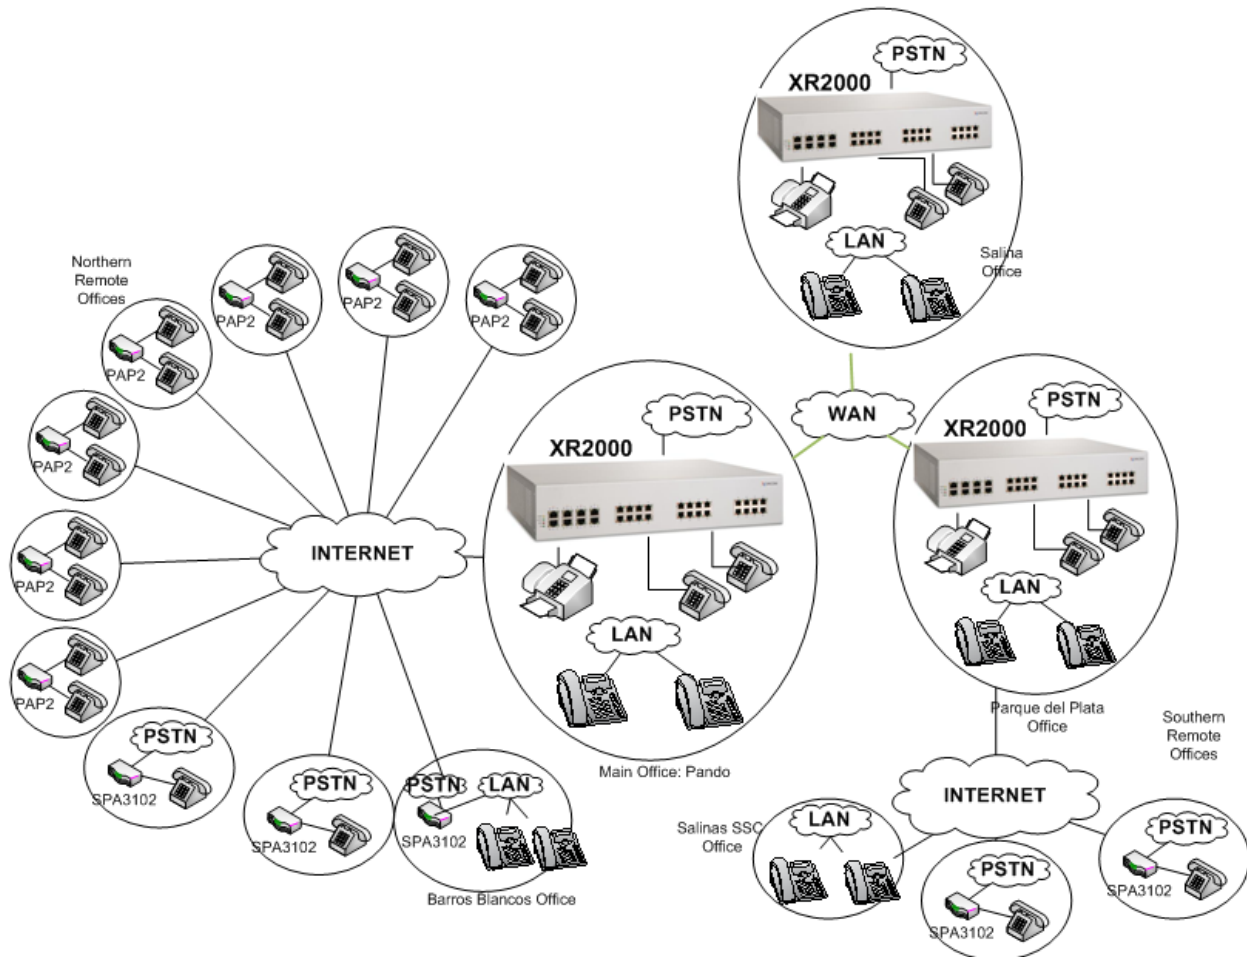 PSTN
XR2000
LAN
Salina
Office
Northern
Remote
Offices
PAP2
PAP2
PAP2
PAP2
PAP2
PAP2
PAP2
INTERNET
WAN
PSTN
XR2000
LAN
Main Office: Pando
PSTN
XR2000
LAN
Parque del Plata
Office
PSTN
SPA3102
PSTN
SPA3102
PSTN
LAN
SPA3102
Barros Blancos Office
Southern
Remote
Offices
INTERNET
Salinas SSC
Office
LAN
PSTN
SPA3102
PSTN
SPA3102